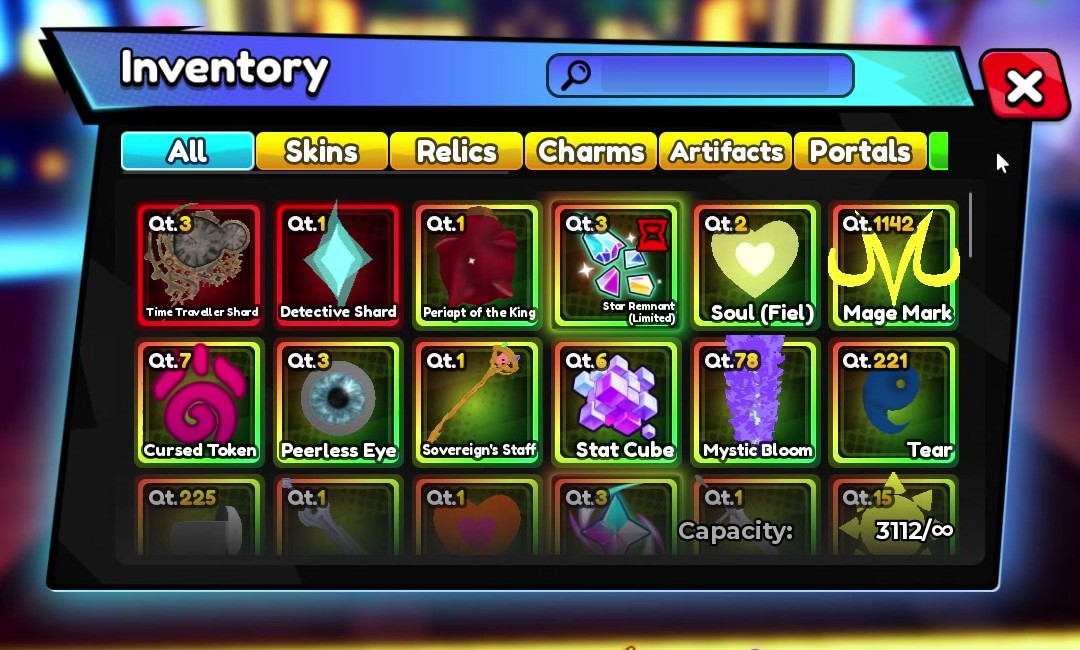 Inventory
All Skins Relics Charms Artifacts Portals
Qt.3 Qt.1 Qt.1 Qt.3 Qt.2 Qt.1142
Time Traveller Shard Detective Shard Periapt of the King Star Remnant
(Limited) Soul (Fiel) Mage Mark
Qt.7 Qt.3 Qt.1 Qt.6 Qt.78 Qt.221
Cursed Token Peerless Eye Sovereign's Staff Stat Cube Mystic Bloom Tear
Qt.225 Qt.1 Qt.1 Qt.3 Qt.1 Qt.15
Capacity: 3112/∞